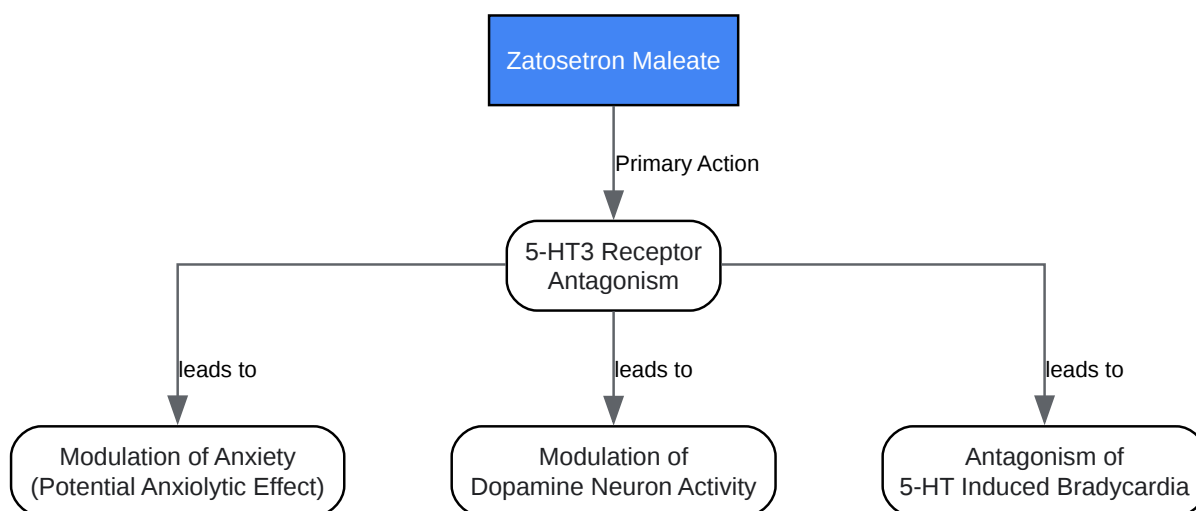 Zatosetron Maleate
Primary Action
5-HT3 Receptor
Antagonism
leads to
leads to
leads to
Modulation of Anxiety
(Potential Anxiolytic Effect)
Modulation of
Dopamine Neuron Activity
Antagonism of
5-HT Induced Bradycardia